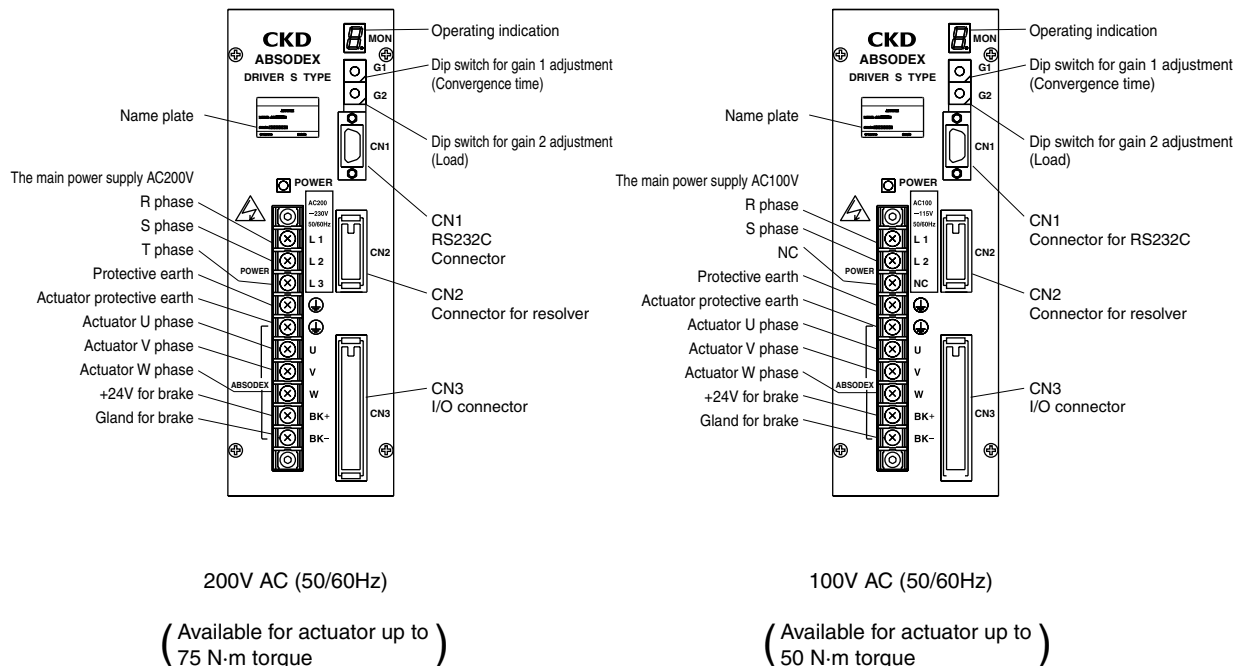 CKD
ABSODEX
DRIVER S TYPE
MON
G1
G2
CN1
POWER
AC200
–230V
50/60Hz
L 1
L 2
L 3
POWER
CN2
U
V
W
ABSODEX
BK+
BK–
CN3
Name plate
The main power supply AC200V
R phase
S phase
T phase
Protective earth
Actuator protective earth
Actuator U phase
Actuator V phase
Actuator W phase
+24V for brake
Gland for brake
Operating indication
Dip switch for gain 1 adjustment
(Convergence time)
Dip switch for gain 2 adjustment
(Load)
CN1
RS232C
Connector
CN2
Connector for resolver
CN3
I/O connector
200V AC (50/60Hz)
(Available for actuator up to
75 N·m torque)
CKD
ABSODEX
DRIVER S TYPE
MON
G1
G2
CN1
POWER
AC100
–115V
50/60Hz
L 1
L 2
NC
POWER
CN2
U
V
W
ABSODEX
BK+
BK–
CN3
Name plate
The main power supply AC100V
R phase
S phase
NC
Protective earth
Actuator protective earth
Actuator U phase
Actuator V phase
Actuator W phase
+24V for brake
Gland for brake
Operating indication
Dip switch for gain 1 adjustment
(Convergence time)
Dip switch for gain 2 adjustment
(Load)
CN1
Connector for RS232C
CN2
Connector for resolver
CN3
I/O connector
100V AC (50/60Hz)
(Available for actuator up to
50 N·m torque)